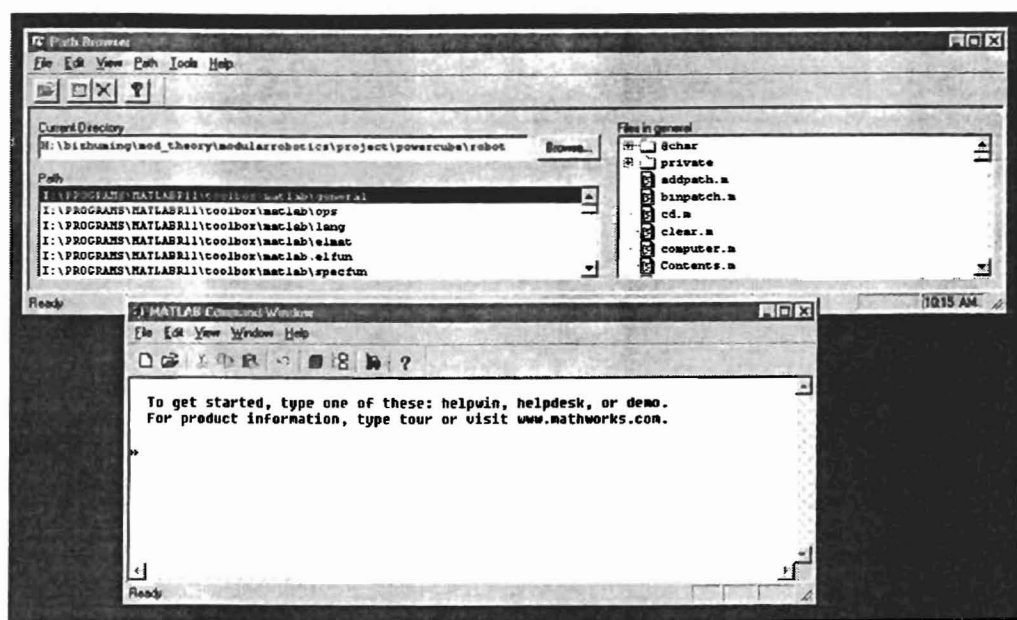 Path Browser
File Edit View Path Tools Help
Current Directory
H:\bizhuming\mod_theory\modularrobotics\project\powercube\robot
Browse...
Path
I:\PROGRAMS\MATLABR11\toolbox\matlab\general
I:\PROGRAMS\MATLABR11\toolbox\matlab\ops
I:\PROGRAMS\MATLABR11\toolbox\matlab\lang
I:\PROGRAMS\MATLABR11\toolbox\matlab\elmat
I:\PROGRAMS\MATLABR11\toolbox\matlab.elfun
I:\PROGRAMS\MATLABR11\toolbox\matlab\specfun
Files in general
@char
private
addpath.m
binpatch.m
cd.m
clear.m
computer.m
Contents.m
Ready
10:15 AM
MATLAB Command Window
File Edit View Window Help
To get started, type one of these: helpwin, helpdesk, or demo.
For product information, type tour or visit www.mathworks.com.
»
Ready